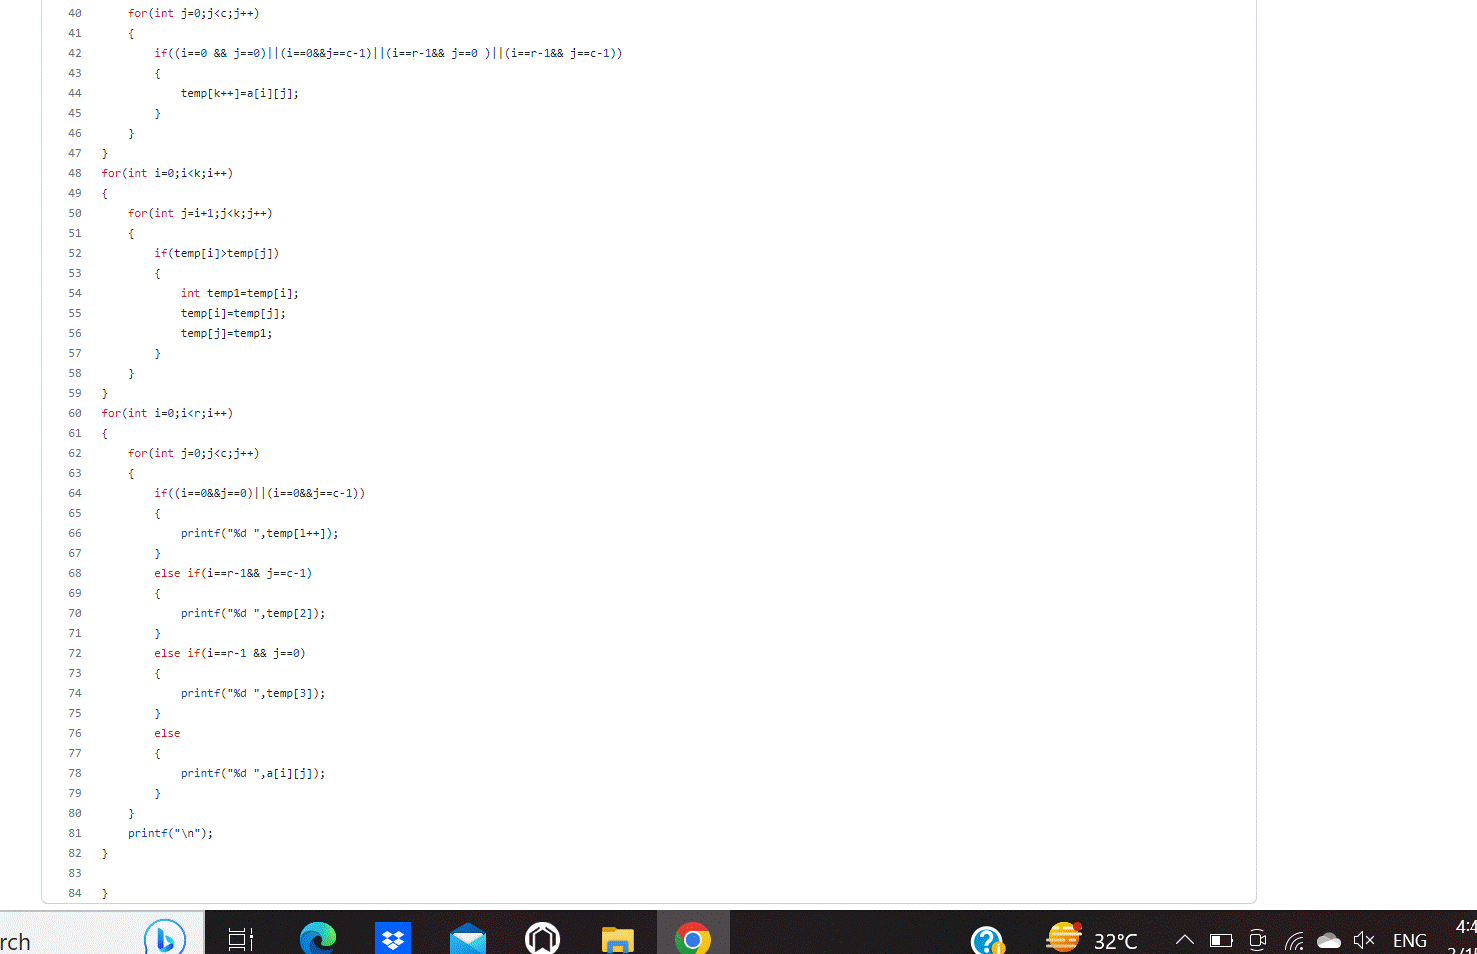 40 for(int j=0;j<c;j++)
41 {
42 if((i==0 && j==0)||(i==0&&j==c-1)||(i==r-1&& j==0 )||(i==r-1&& j==c-1))
43 {
44 temp[k++]=a[i][j];
45 }
46 }
47 }
48 for(int i=0;i<k;i++)
49 {
50 for(int j=i+1;j<k;j++)
51 {
52 if(temp[i]>temp[j])
53 {
54 int temp1=temp[i];
55 temp[i]=temp[j];
56 temp[j]=temp1;
57 }
58 }
59 }
60 for(int i=0;i<r;i++)
61 {
62 for(int j=0;j<c;j++)
63 {
64 if((i==0&&j==0)||(i==0&&j==c-1))
65 {
66 printf("%d ",temp[l++]);
67 }
68 else if(i==r-1&& j==c-1)
69 {
70 printf("%d ",temp[2]);
71 }
72 else if(i==r-1 && j==0)
73 {
74 printf("%d ",temp[3]);
75 }
76 else
77 {
78 printf("%d ",a[i][j]);
79 }
80 }
81 printf("\n");
82 }
83
84 }
rch 32°C ENG 4:4